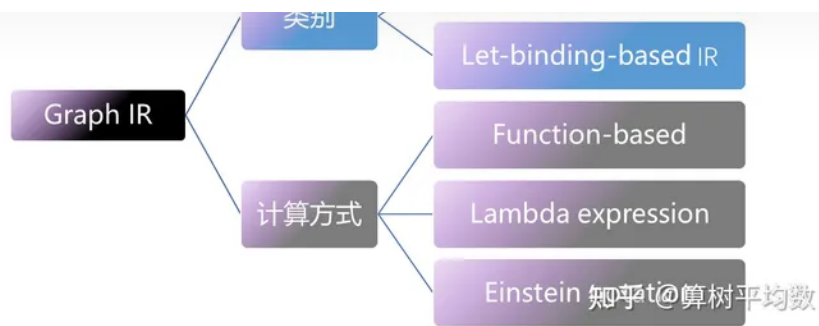 类别
Let-binding-based IR
Graph IR
Function-based
计算方式
Lambda expression
Einstein notation
知乎 @算树平均数